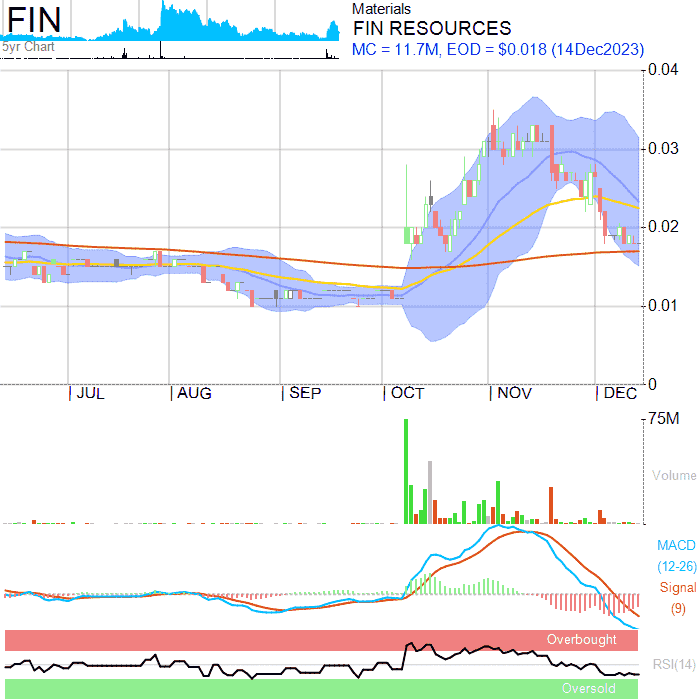 FIN
5yr Chart
Materials
FIN RESOURCES
MC = 11.7M, EOD = $0.018 (14Dec2023)
0.04
0.03
0.02
0.01
0
JUL
AUG
SEP
OCT
NOV
DEC
75M
Volume
MACD
(12-26)
Signal
(9)
Overbought
RSI(14)
Oversold